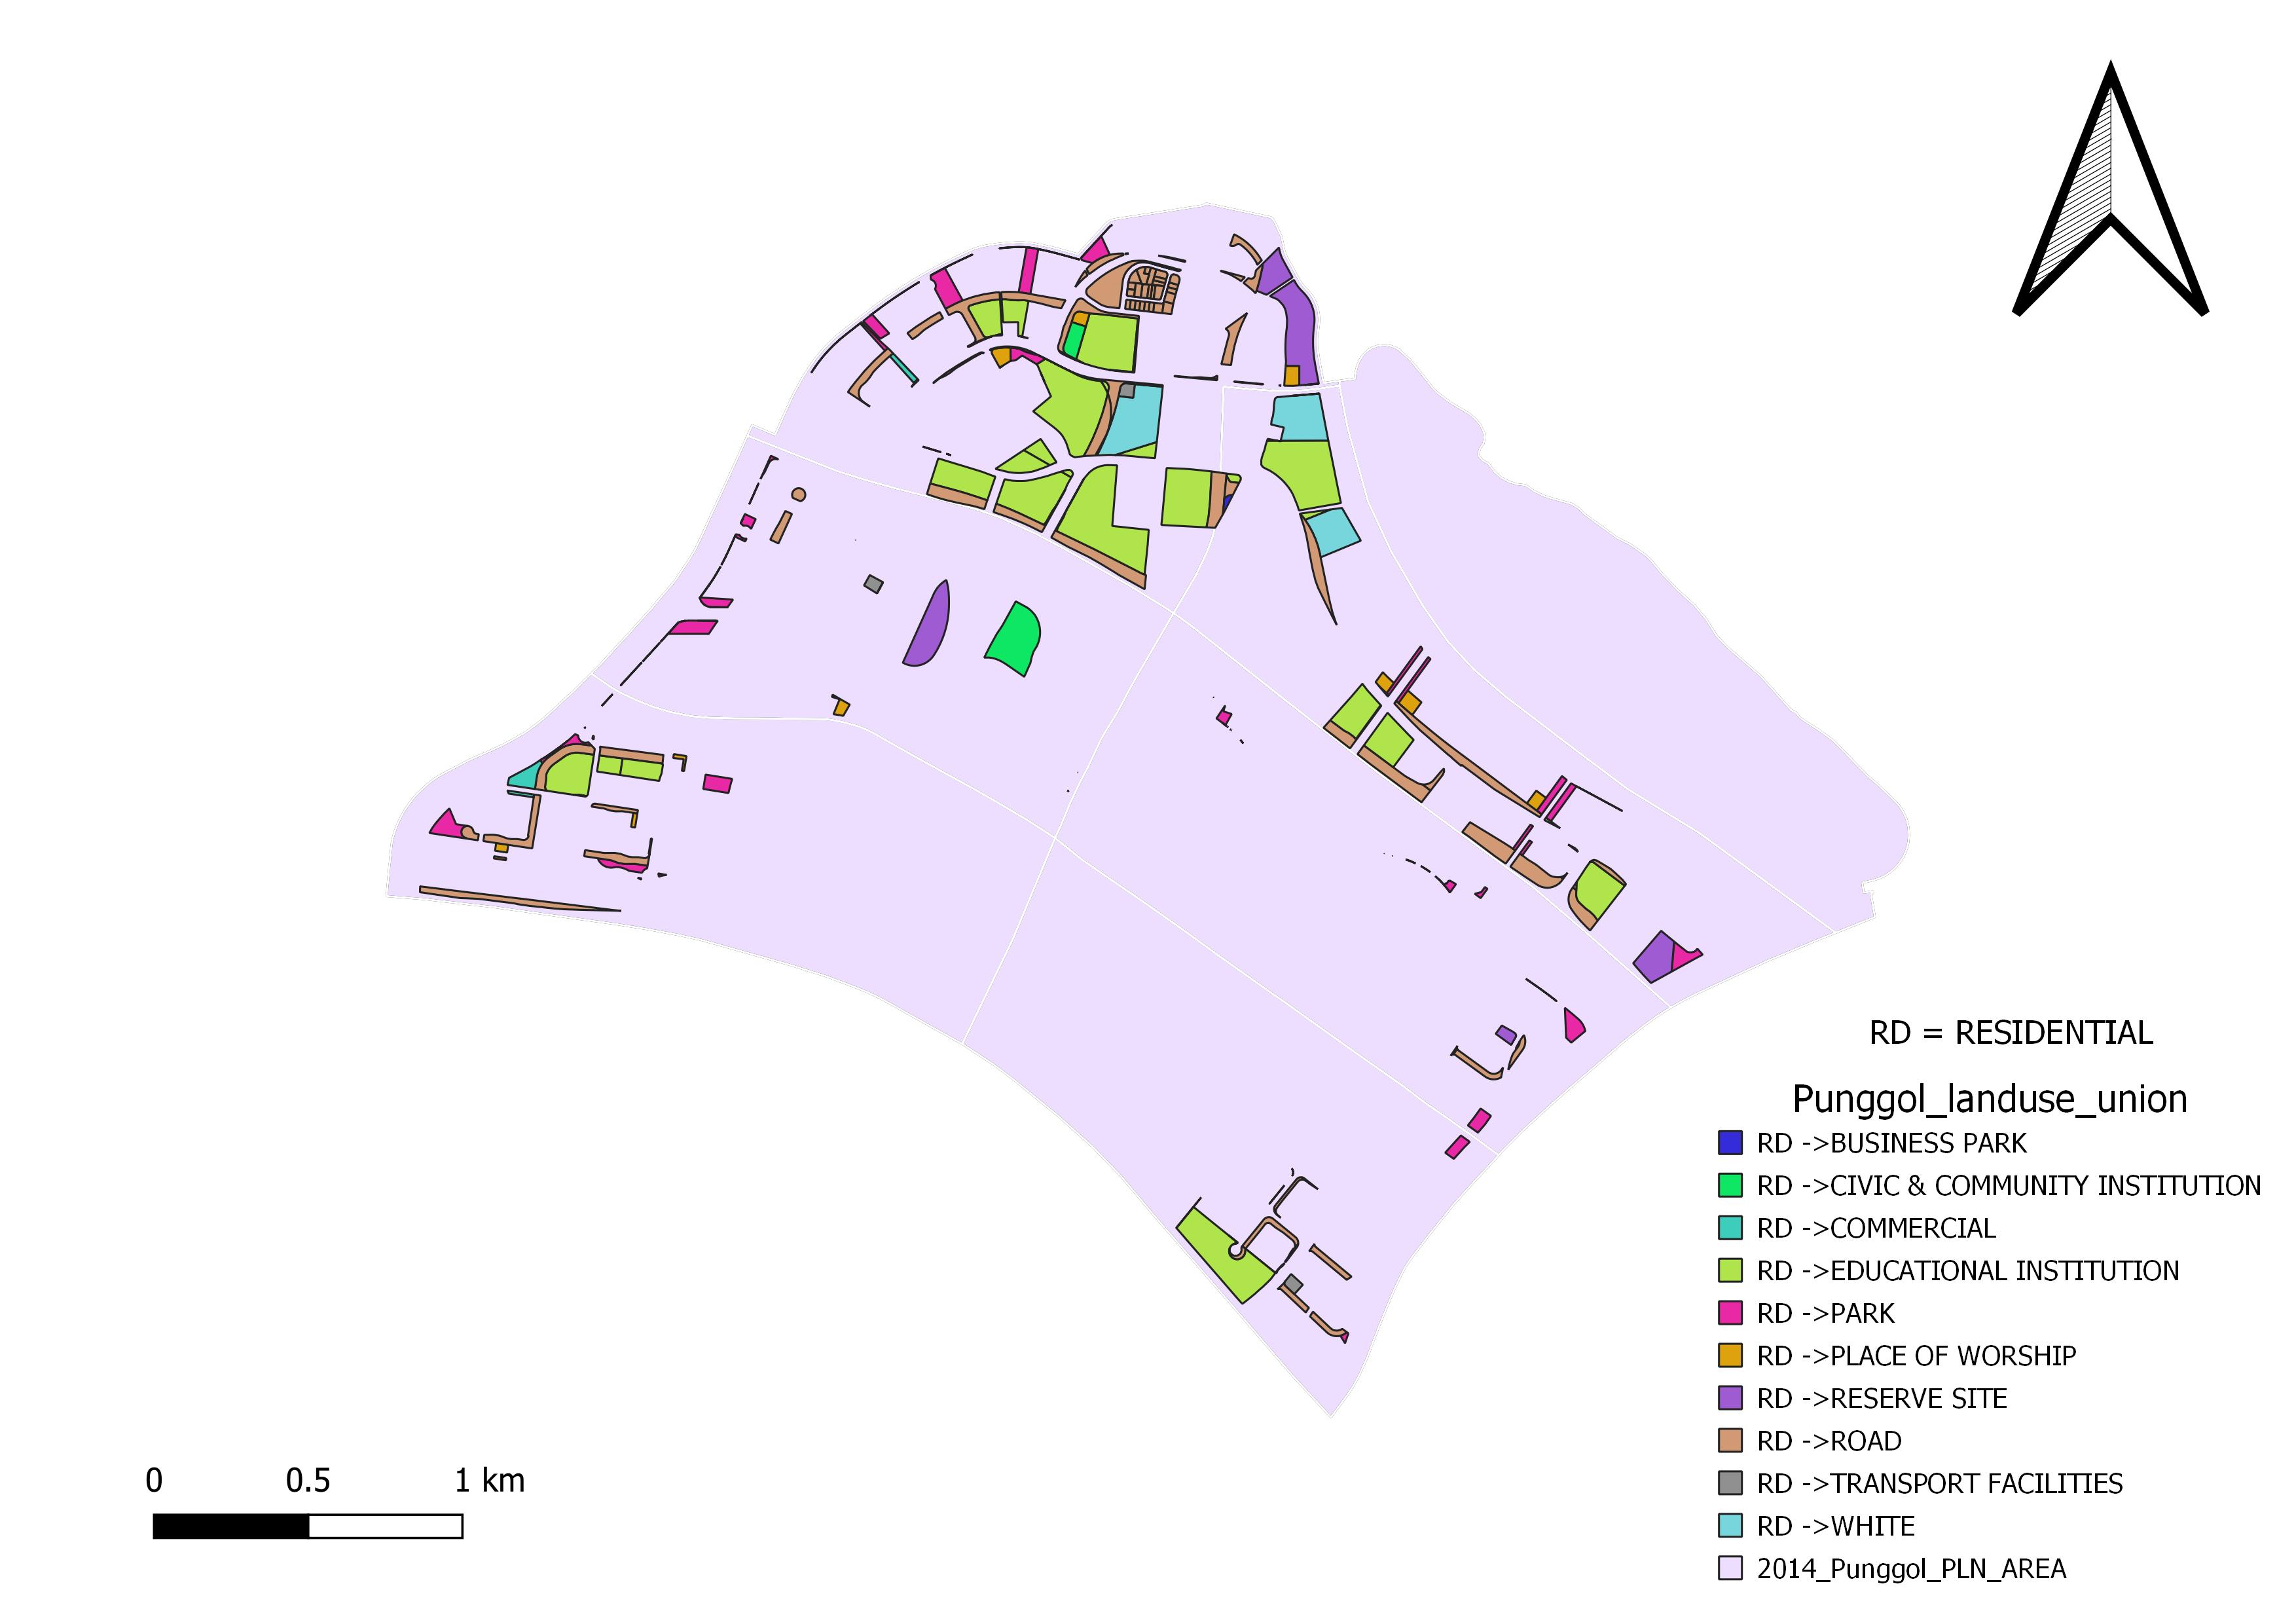 RD = RESIDENTIAL
Punggol_landuse_union
RD ->BUSINESS PARK
RD ->CIVIC & COMMUNITY INSTITUTION
RD ->COMMERCIAL
RD ->EDUCATIONAL INSTITUTION
RD ->PARK
RD ->PLACE OF WORSHIP
RD ->RESERVE SITE
RD ->ROAD
RD ->TRANSPORT FACILITIES
RD ->WHITE
2014_Punggol_PLN_AREA
0 0.5 1 km